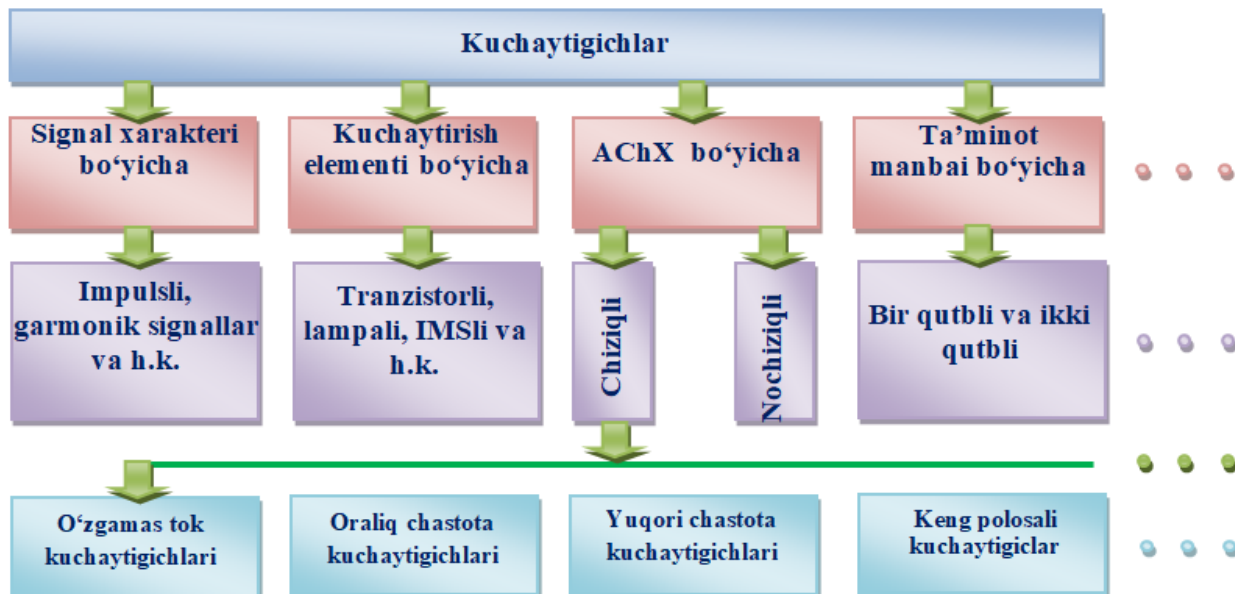 Kuchaytigichlar
Signal xarakteri
bo‘yicha
Kuchaytirish
elementi bo‘yicha
AChX bo‘yicha
Ta’minot
manbai bo‘yicha
Impulsli,
garmonik signallar
va h.k.
Tranzistorli,
lampali, IMSli va
h.k.
Chiziqli
Nochiziqli
Bir qutbli va ikki
qutbli
O‘zgamas tok
kuchaytigichlari
Oraliq chastota
kuchaytigichlari
Yuqori chastota
kuchaytigichlari
Keng polosali
kuchaytigiclar